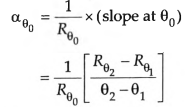 α_θ₀ = 1/R_θ₀ × (slope at θ₀)
= 1/R_θ₀ [R_θ₂ − R_θ₁ / θ₂ − θ₁]